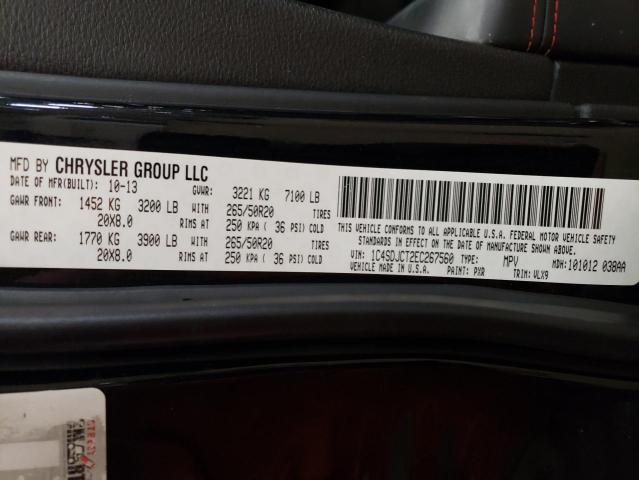 MFD BY CHRYSLER GROUP LLC
DATE OF MFR(BUILT): 10-13 GVWR: 3221 KG 7100 LB
GAWR FRONT: 1452 KG 3200 LB WITH 265/50R20 TIRES
20X8.0 RIMS AT 250 KPA ( 36 PSI) COLD
GAWR REAR: 1770 KG 3900 LB WITH 265/50R20 TIRES
20X8.0 RIMS AT 250 KPA ( 36 PSI) COLD
THIS VEHICLE CONFORMS TO ALL APPLICABLE U.S.A. FEDERAL MOTOR VEHICLE SAFETY
STANDARDS IN EFFECT ON THE DATE OF MANUFACTURE SHOWN ABOVE.
VIN: 1C4SDJCT2EC267560 TYPE: MPV MDH: 101012 038AA
VEHICLE MADE IN U.S.A. PAINT: PXR TRIM: VLX9